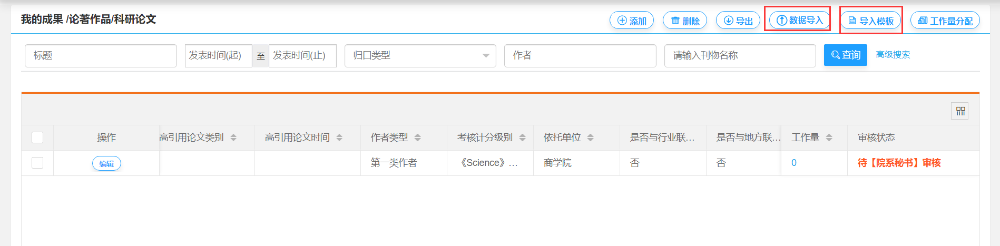 我的成果 /论著作品/科研论文
添加 删除 导出 数据导入 导入模板 工作量分配
标题 发表时间(起) 至 发表时间(止) 归口类型 作者 请输入刊物名称 查询 高级搜索
操作 高引用论文类别 高引用论文时间 作者类型 考核计分级别 依托单位 是否与行业联... 是否与地方联... 工作量 审核状态
编辑 第一类作者 《Science》... 商学院 否 否 0 待【院系秘书】审核